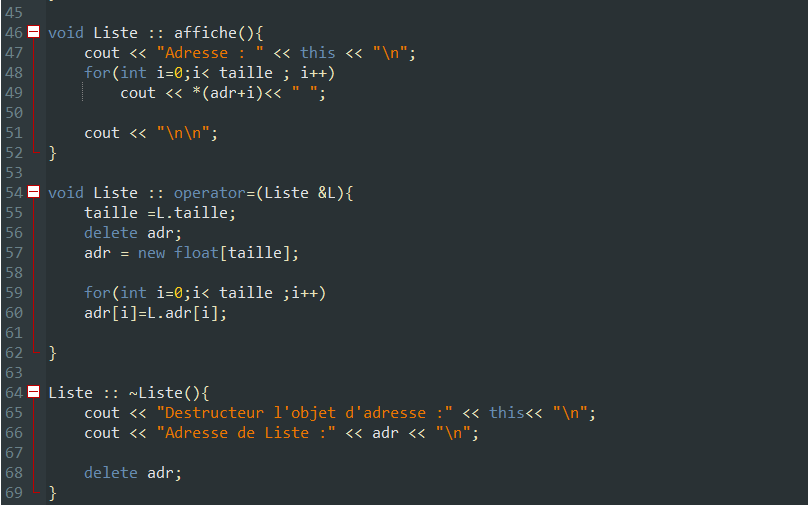 45
46 void Liste :: affiche(){
47 cout << "Adresse : " << this << "\n";
48 for(int i=0;i< taille ; i++)
49 cout << *(adr+i)<< " ";
50
51 cout << "\n\n";
52 }
53
54 void Liste :: operator=(Liste &L){
55 taille =L.taille;
56 delete adr;
57 adr = new float[taille];
58
59 for(int i=0;i< taille ;i++)
60 adr[i]=L.adr[i];
61
62 }
63
64 Liste :: ~Liste(){
65 cout << "Destructeur l'objet d'adresse :" << this<< "\n";
66 cout << "Adresse de Liste :" << adr << "\n";
67
68 delete adr;
69 }